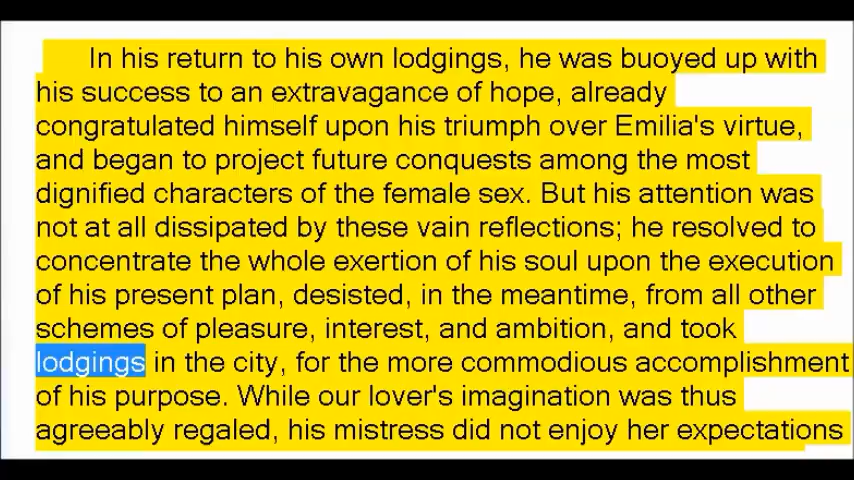 In his return to his own lodgings, he was buoyed up with
his success to an extravagance of hope, already
congratulated himself upon his triumph over Emilia's virtue,
and began to project future conquests among the most
dignified characters of the female sex. But his attention was
not at all dissipated by these vain reflections; he resolved to
concentrate the whole exertion of his soul upon the execution
of his present plan, desisted, in the meantime, from all other
schemes of pleasure, interest, and ambition, and took
lodgings in the city, for the more commodious accomplishment
of his purpose. While our lover's imagination was thus
agreeably regaled, his mistress did not enjoy her expectations